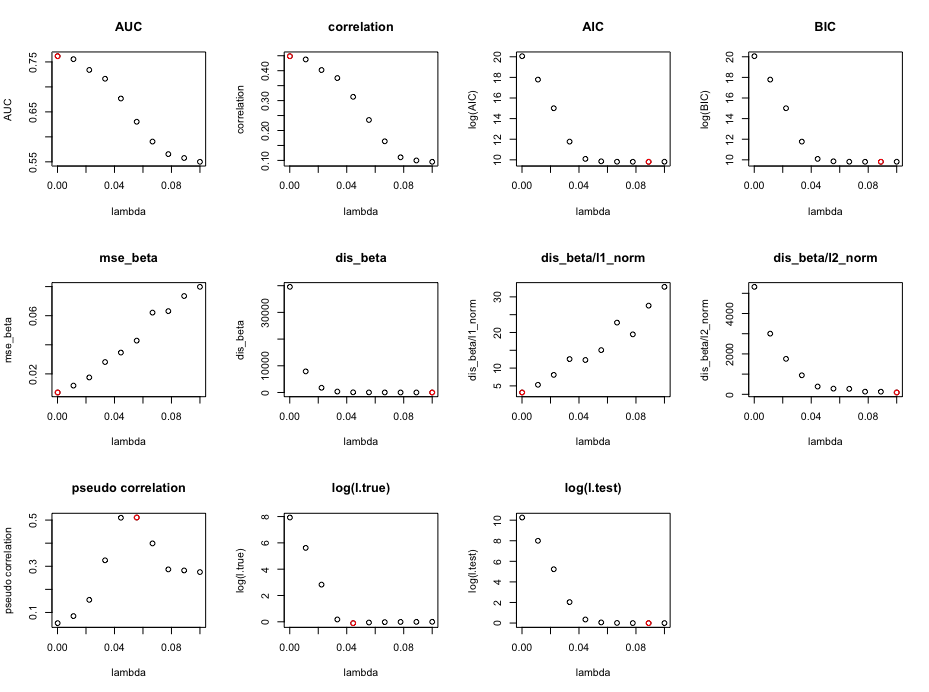 AUC
AUC
0.55 0.65 0.75
0.00 0.04 0.08
lambda
correlation
correlation
0.10 0.20 0.30 0.40
0.00 0.04 0.08
lambda
AIC
log(AIC)
10 12 14 16 18 20
0.00 0.04 0.08
lambda
BIC
log(BIC)
10 12 14 16 18 20
0.00 0.04 0.08
lambda
mse_beta
mse_beta
0.02 0.06
0.00 0.04 0.08
lambda
dis_beta
dis_beta
0 10000 30000
0.00 0.04 0.08
lambda
dis_beta/l1_norm
dis_beta/l1_norm
5 10 20 30
0.00 0.04 0.08
lambda
dis_beta/l2_norm
dis_beta/l2_norm
0 2000 4000
0.00 0.04 0.08
lambda
pseudo correlation
pseudo correlation
0.1 0.3 0.5
0.00 0.04 0.08
lambda
log(l.true)
log(l.true)
0 2 4 6 8
0.00 0.04 0.08
lambda
log(l.test)
log(l.test)
0 2 4 6 8 10
0.00 0.04 0.08
lambda